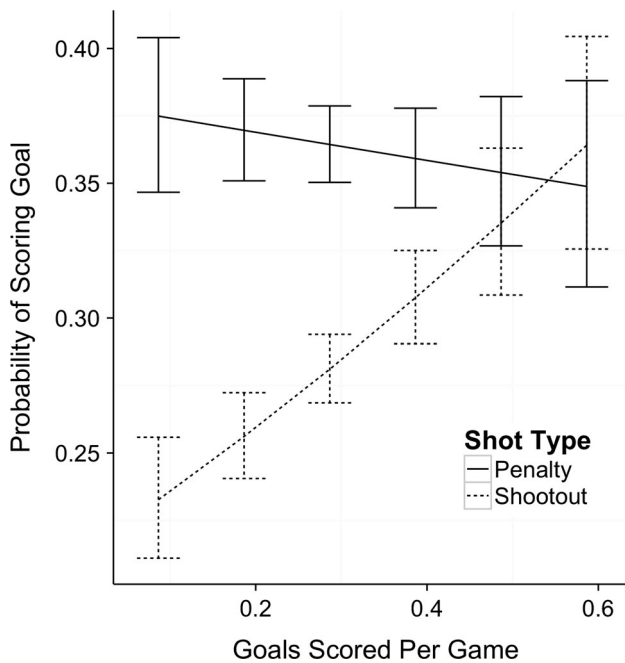 0.40
0.35
0.30
0.25
Probability of Scoring Goal
Shot Type
Penalty
Shootout
0.2
0.4
0.6
Goals Scored Per Game